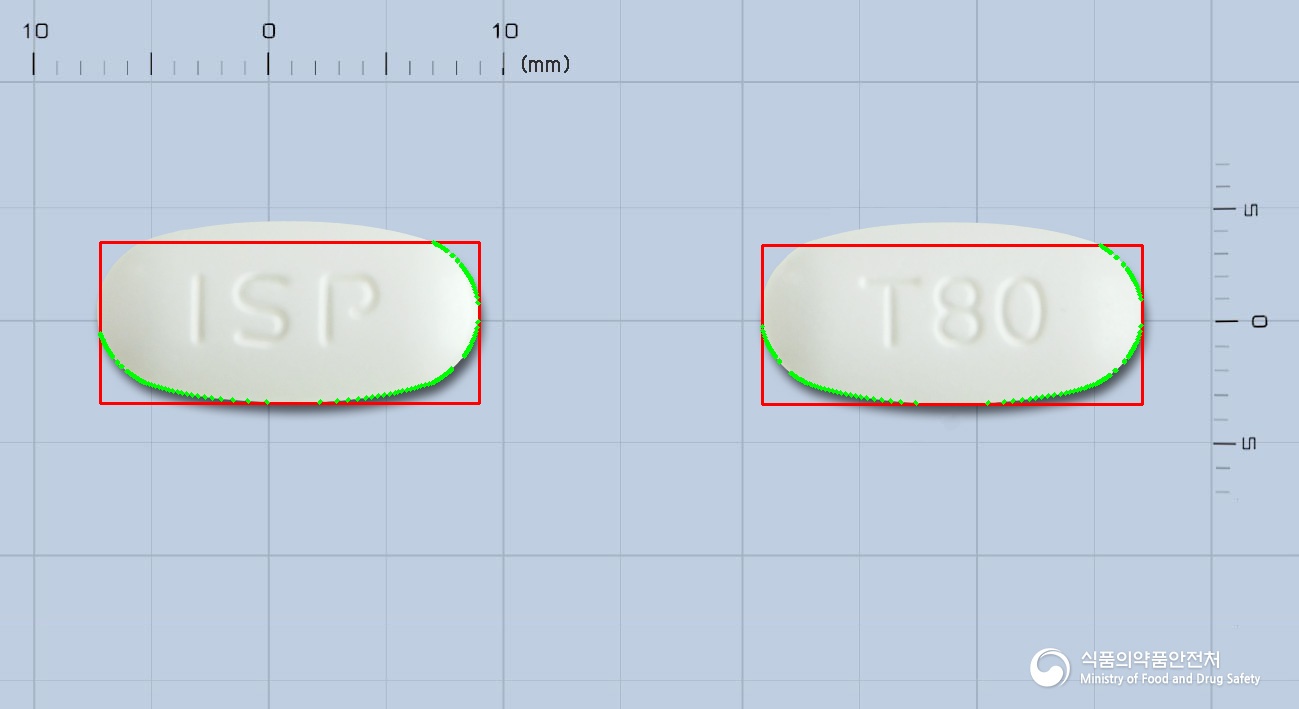 10 0 10
(mm)
ISP
T80
5
0
5
식품의약품안전처
Ministry of Food and Drug Safety